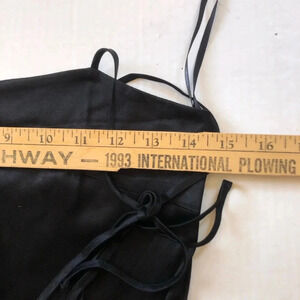 9 10 11 12 13 14 15 16
HWAY — 1993 INTERNATIONAL PLOWING